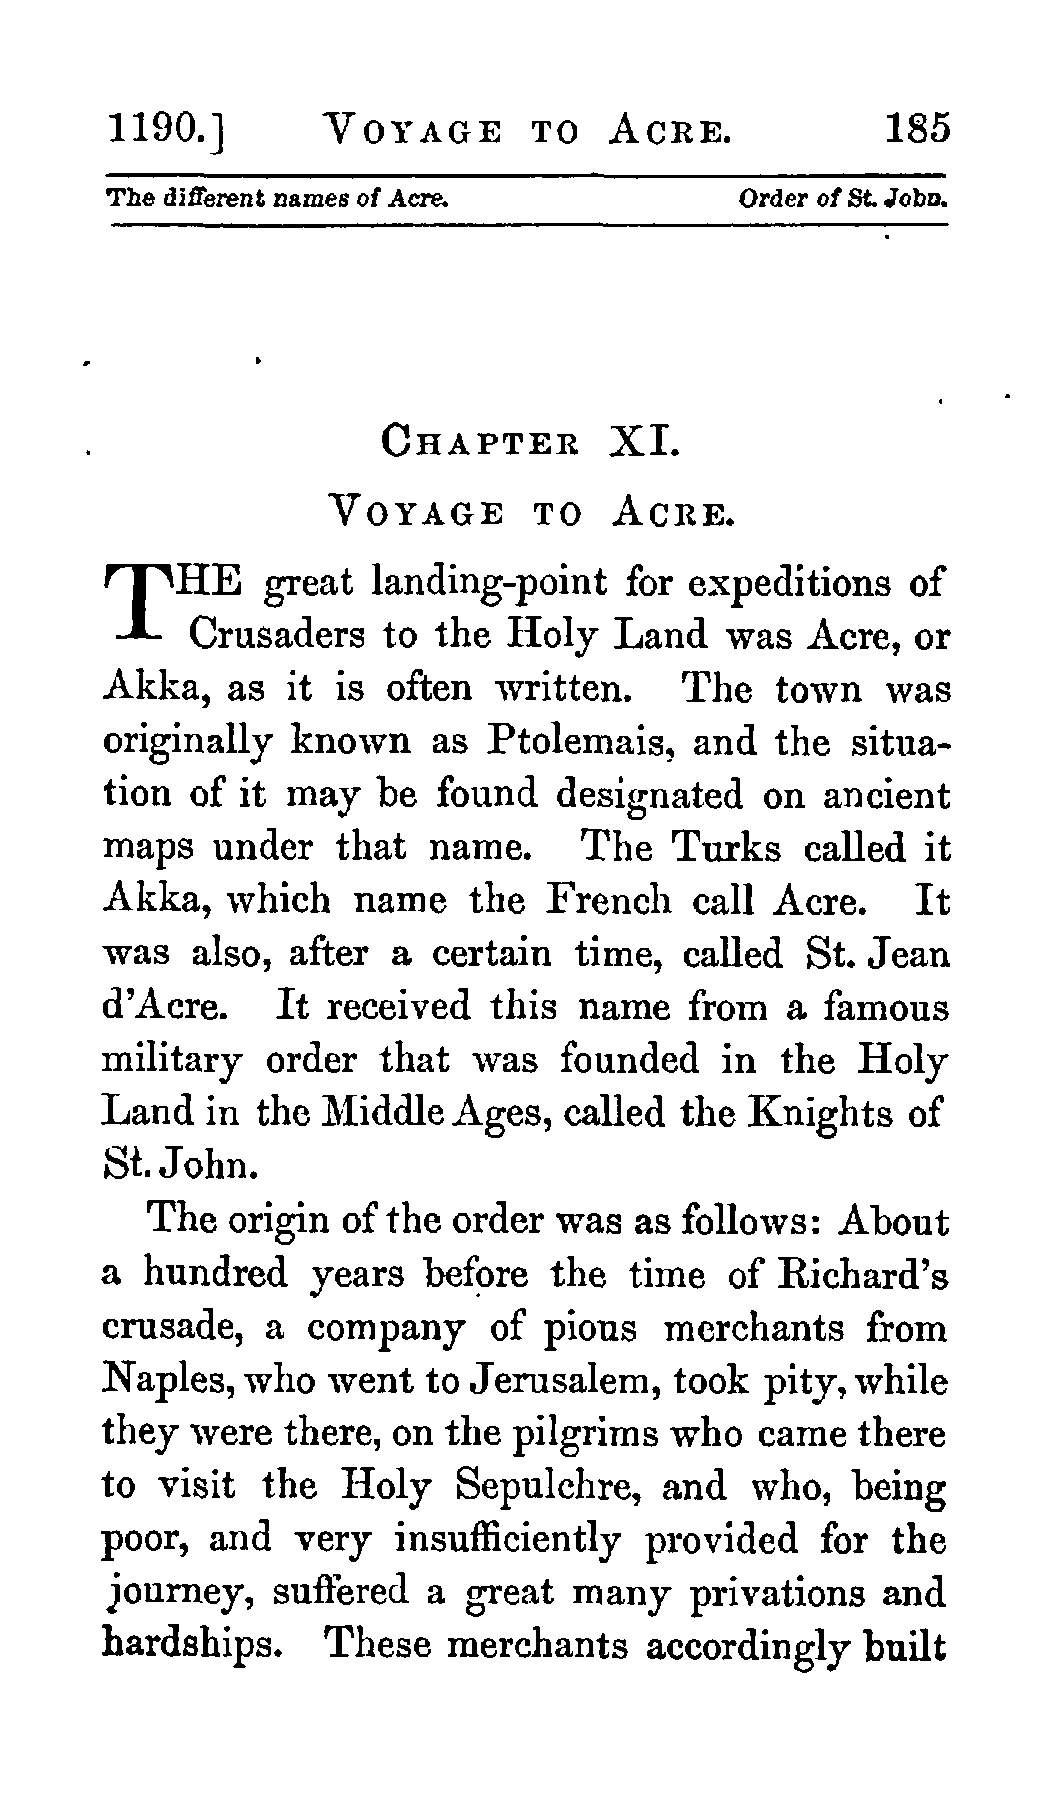 1190.] VOYAGE TO ACRE. 185
The different names of Acre. Order of St. John.
CHAPTER XI.
VOYAGE TO ACRE.
THE great landing-point for expeditions of
Crusaders to the Holy Land was Acre, or
Akka, as it is often written. The town was
originally known as Ptolemais, and the situa-
tion of it may be found designated on ancient
maps under that name. The Turks called it
Akka, which name the French call Acre. It
was also, after a certain time, called St. Jean
d'Acre. It received this name from a famous
military order that was founded in the Holy
Land in the Middle Ages, called the Knights of
St. John.
The origin of the order was as follows: About
a hundred years before the time of Richard's
crusade, a company of pious merchants from
Naples, who went to Jerusalem, took pity, while
they were there, on the pilgrims who came there
to visit the Holy Sepulchre, and who, being
poor, and very insufficiently provided for the
journey, suffered a great many privations and
hardships. These merchants accordingly built